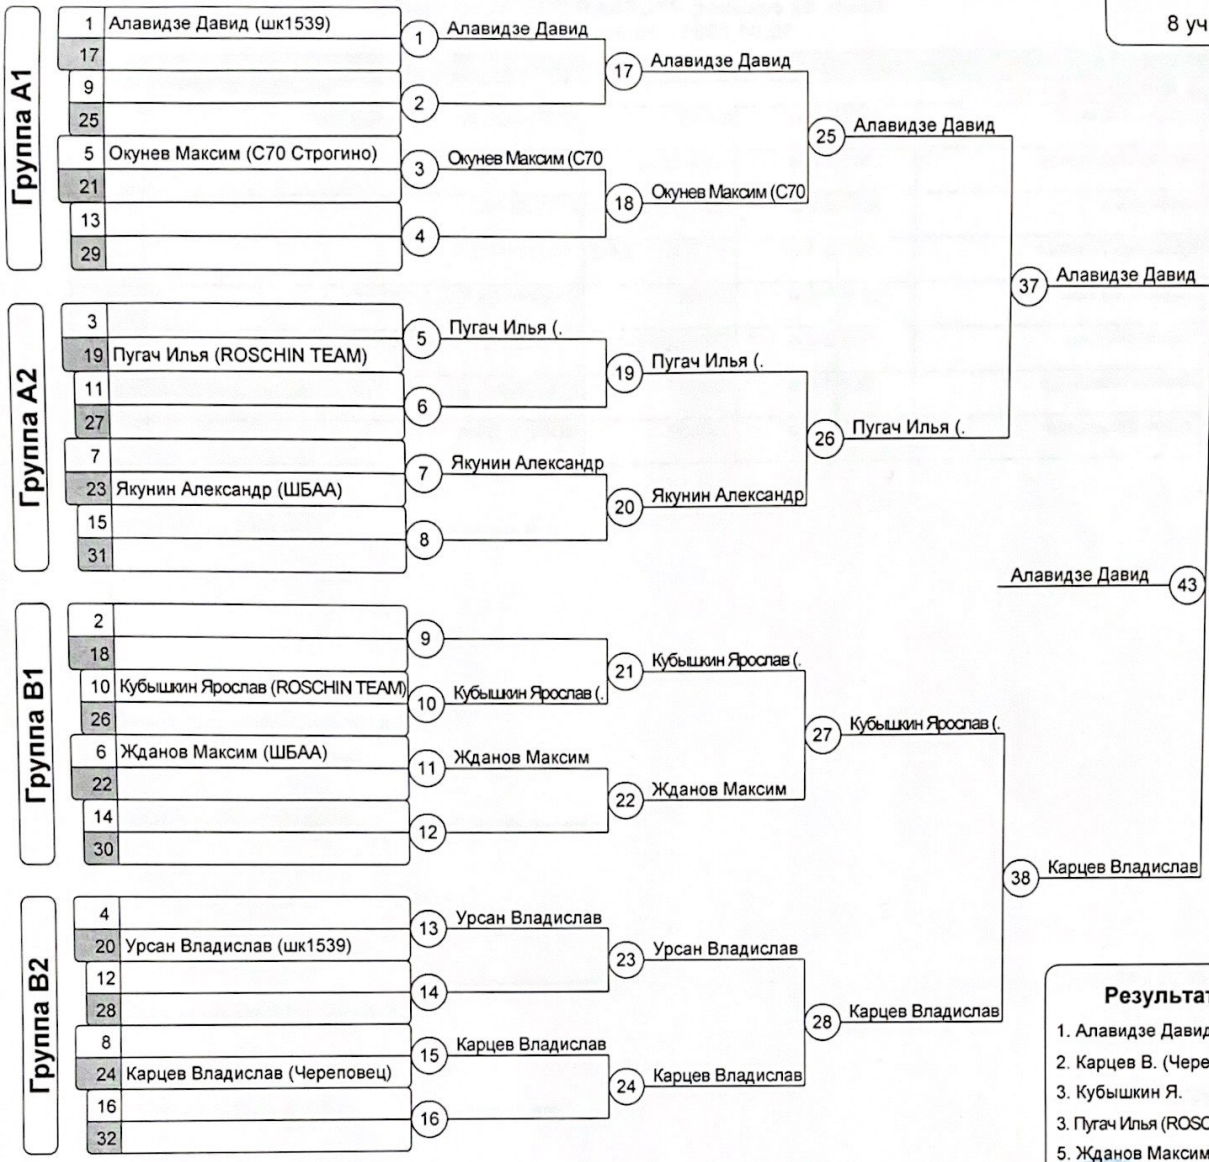 8 уч
Группа A1
1 Алавидзе Давид (шк1539)
17
9
25
5 Окунев Максим (С70 Строгино)
21
13
29
1 Алавидзе Давид
2
3 Окунев Максим (С70
4
17 Алавидзе Давид
18 Окунев Максим (С70
25 Алавидзе Давид
Группа A2
3
19 Пугач Илья (ROSCHIN TEAM)
11
27
7
23 Якунин Александр (ШБАА)
15
31
5 Пугач Илья (.
6
7 Якунин Александр
8
19 Пугач Илья (.
20 Якунин Александр
26 Пугач Илья (.
37 Алавидзе Давид
Алавидзе Давид 43
Группа B1
2
18
10 Кубышкин Ярослав (ROSCHIN TEAM)
26
6 Жданов Максим (ШБАА)
22
14
30
9
10 Кубышкин Ярослав (.
11 Жданов Максим
12
21 Кубышкин Ярослав (.
22 Жданов Максим
27 Кубышкин Ярослав (.
Группа B2
4
20 Урсан Владислав (шк1539)
12
28
8
24 Карцев Владислав (Череповец)
16
32
13 Урсан Владислав
14
15 Карцев Владислав
16
23 Урсан Владислав
24 Карцев Владислав
28 Карцев Владислав
38 Карцев Владислав
Результат
1. Алавидзе Давид
2. Карцев В. (Чере
3. Кубышкин Я.
3. Пугач Илья (ROSC
5. Жданов Максим